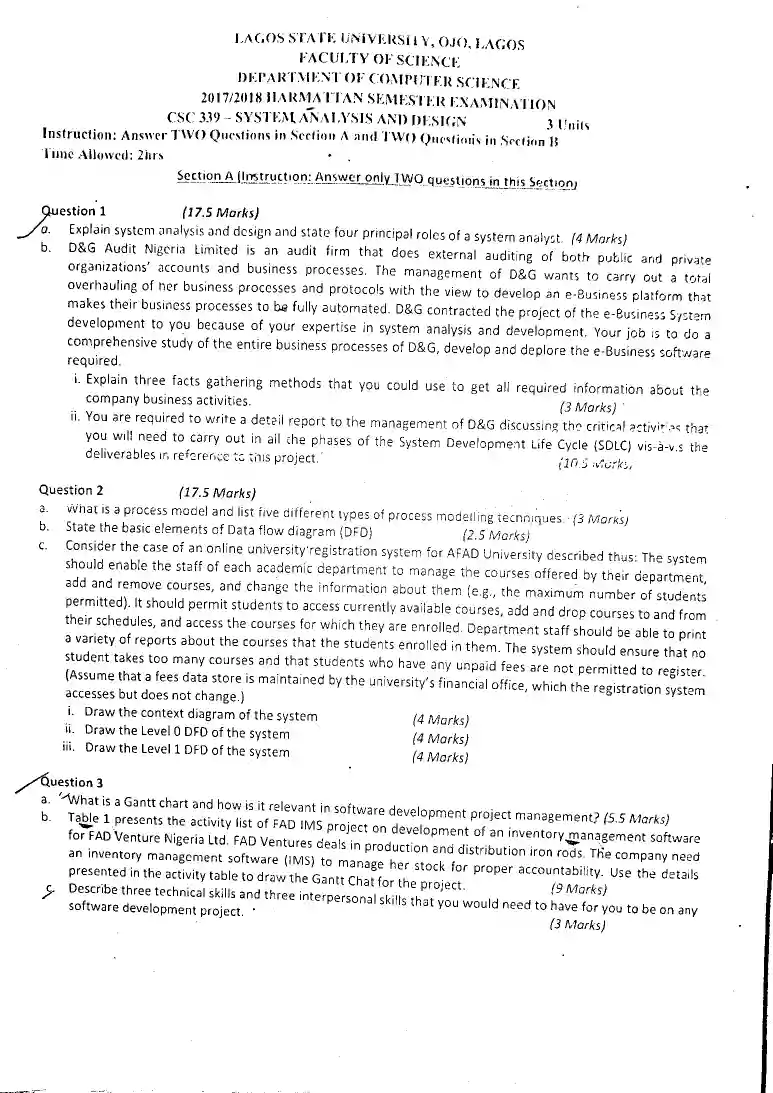 LAGOS STATE UNIVERSITY, OJO, LAGOS
FACULTY OF SCIENCE
DEPARTMENT OF COMPUTER SCIENCE
2017/2018 HARMATTAN SEMESTER EXAMINATION
CSC 339 – SYSTEM ANALYSIS AND DESIGN 3 Units
Instruction: Answer TWO Questions in Section A and TWO Questions in Section B
Time Allowed: 2hrs
Section A (Instruction: Answer only TWO questions in this Section)
Question 1 (17.5 Marks)
a. Explain system analysis and design and state four principal roles of a system analyst. (4 Marks)
b. D&G Audit Nigeria Limited is an audit firm that does external auditing of both public and private
organizations' accounts and business processes. The management of D&G wants to carry out a total
overhauling of her business processes and protocols with the view to develop an e-Business platform that
makes their business processes to be fully automated. D&G contracted the project of the e-Business System
development to you because of your expertise in system analysis and development. Your job is to do a
comprehensive study of the entire business processes of D&G, develop and deplore the e-Business software
required.
i. Explain three facts gathering methods that you could use to get all required information about the
company business activities. (3 Marks)
ii. You are required to write a detail report to the management of D&G discussing the critical activities that
you will need to carry out in all the phases of the System Development Life Cycle (SDLC) vis-à-vis the
deliverables in reference to this project. (10.5 Marks)
Question 2 (17.5 Marks)
a. What is a process model and list five different types of process modelling techniques. (3 Marks)
b. State the basic elements of Data flow diagram (DFD) (2.5 Marks)
c. Consider the case of an online university registration system for AFAD University described thus: The system
should enable the staff of each academic department to manage the courses offered by their department,
add and remove courses, and change the information about them (e.g., the maximum number of students
permitted). It should permit students to access currently available courses, add and drop courses to and from
their schedules, and access the courses for which they are enrolled. Department staff should be able to print
a variety of reports about the courses that the students enrolled in them. The system should ensure that no
student takes too many courses and that students who have any unpaid fees are not permitted to register.
(Assume that a fees data store is maintained by the university's financial office, which the registration system
accesses but does not change.)
i. Draw the context diagram of the system (4 Marks)
ii. Draw the Level 0 DFD of the system (4 Marks)
iii. Draw the Level 1 DFD of the system (4 Marks)
Question 3
a. What is a Gantt chart and how is it relevant in software development project management? (5.5 Marks)
b. Table 1 presents the activity list of FAD IMS project on development of an inventory management software
for FAD Venture Nigeria Ltd. FAD Ventures deals in production and distribution iron rods. The company need
an inventory management software (IMS) to manage her stock for proper accountability. Use the details
presented in the activity table to draw the Gantt Chat for the project. (9 Marks)
c. Describe three technical skills and three interpersonal skills that you would need to have for you to be on any
software development project. (3 Marks)